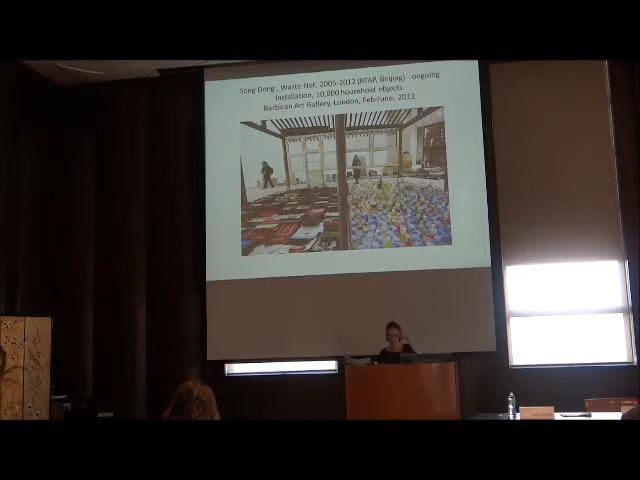 Song Dong, Waste Not, 2005-2012 (BTAP, Beijing) - ongoing
installation, 10,000 household objects
Barbican Art Gallery, London, Feb-June, 2012